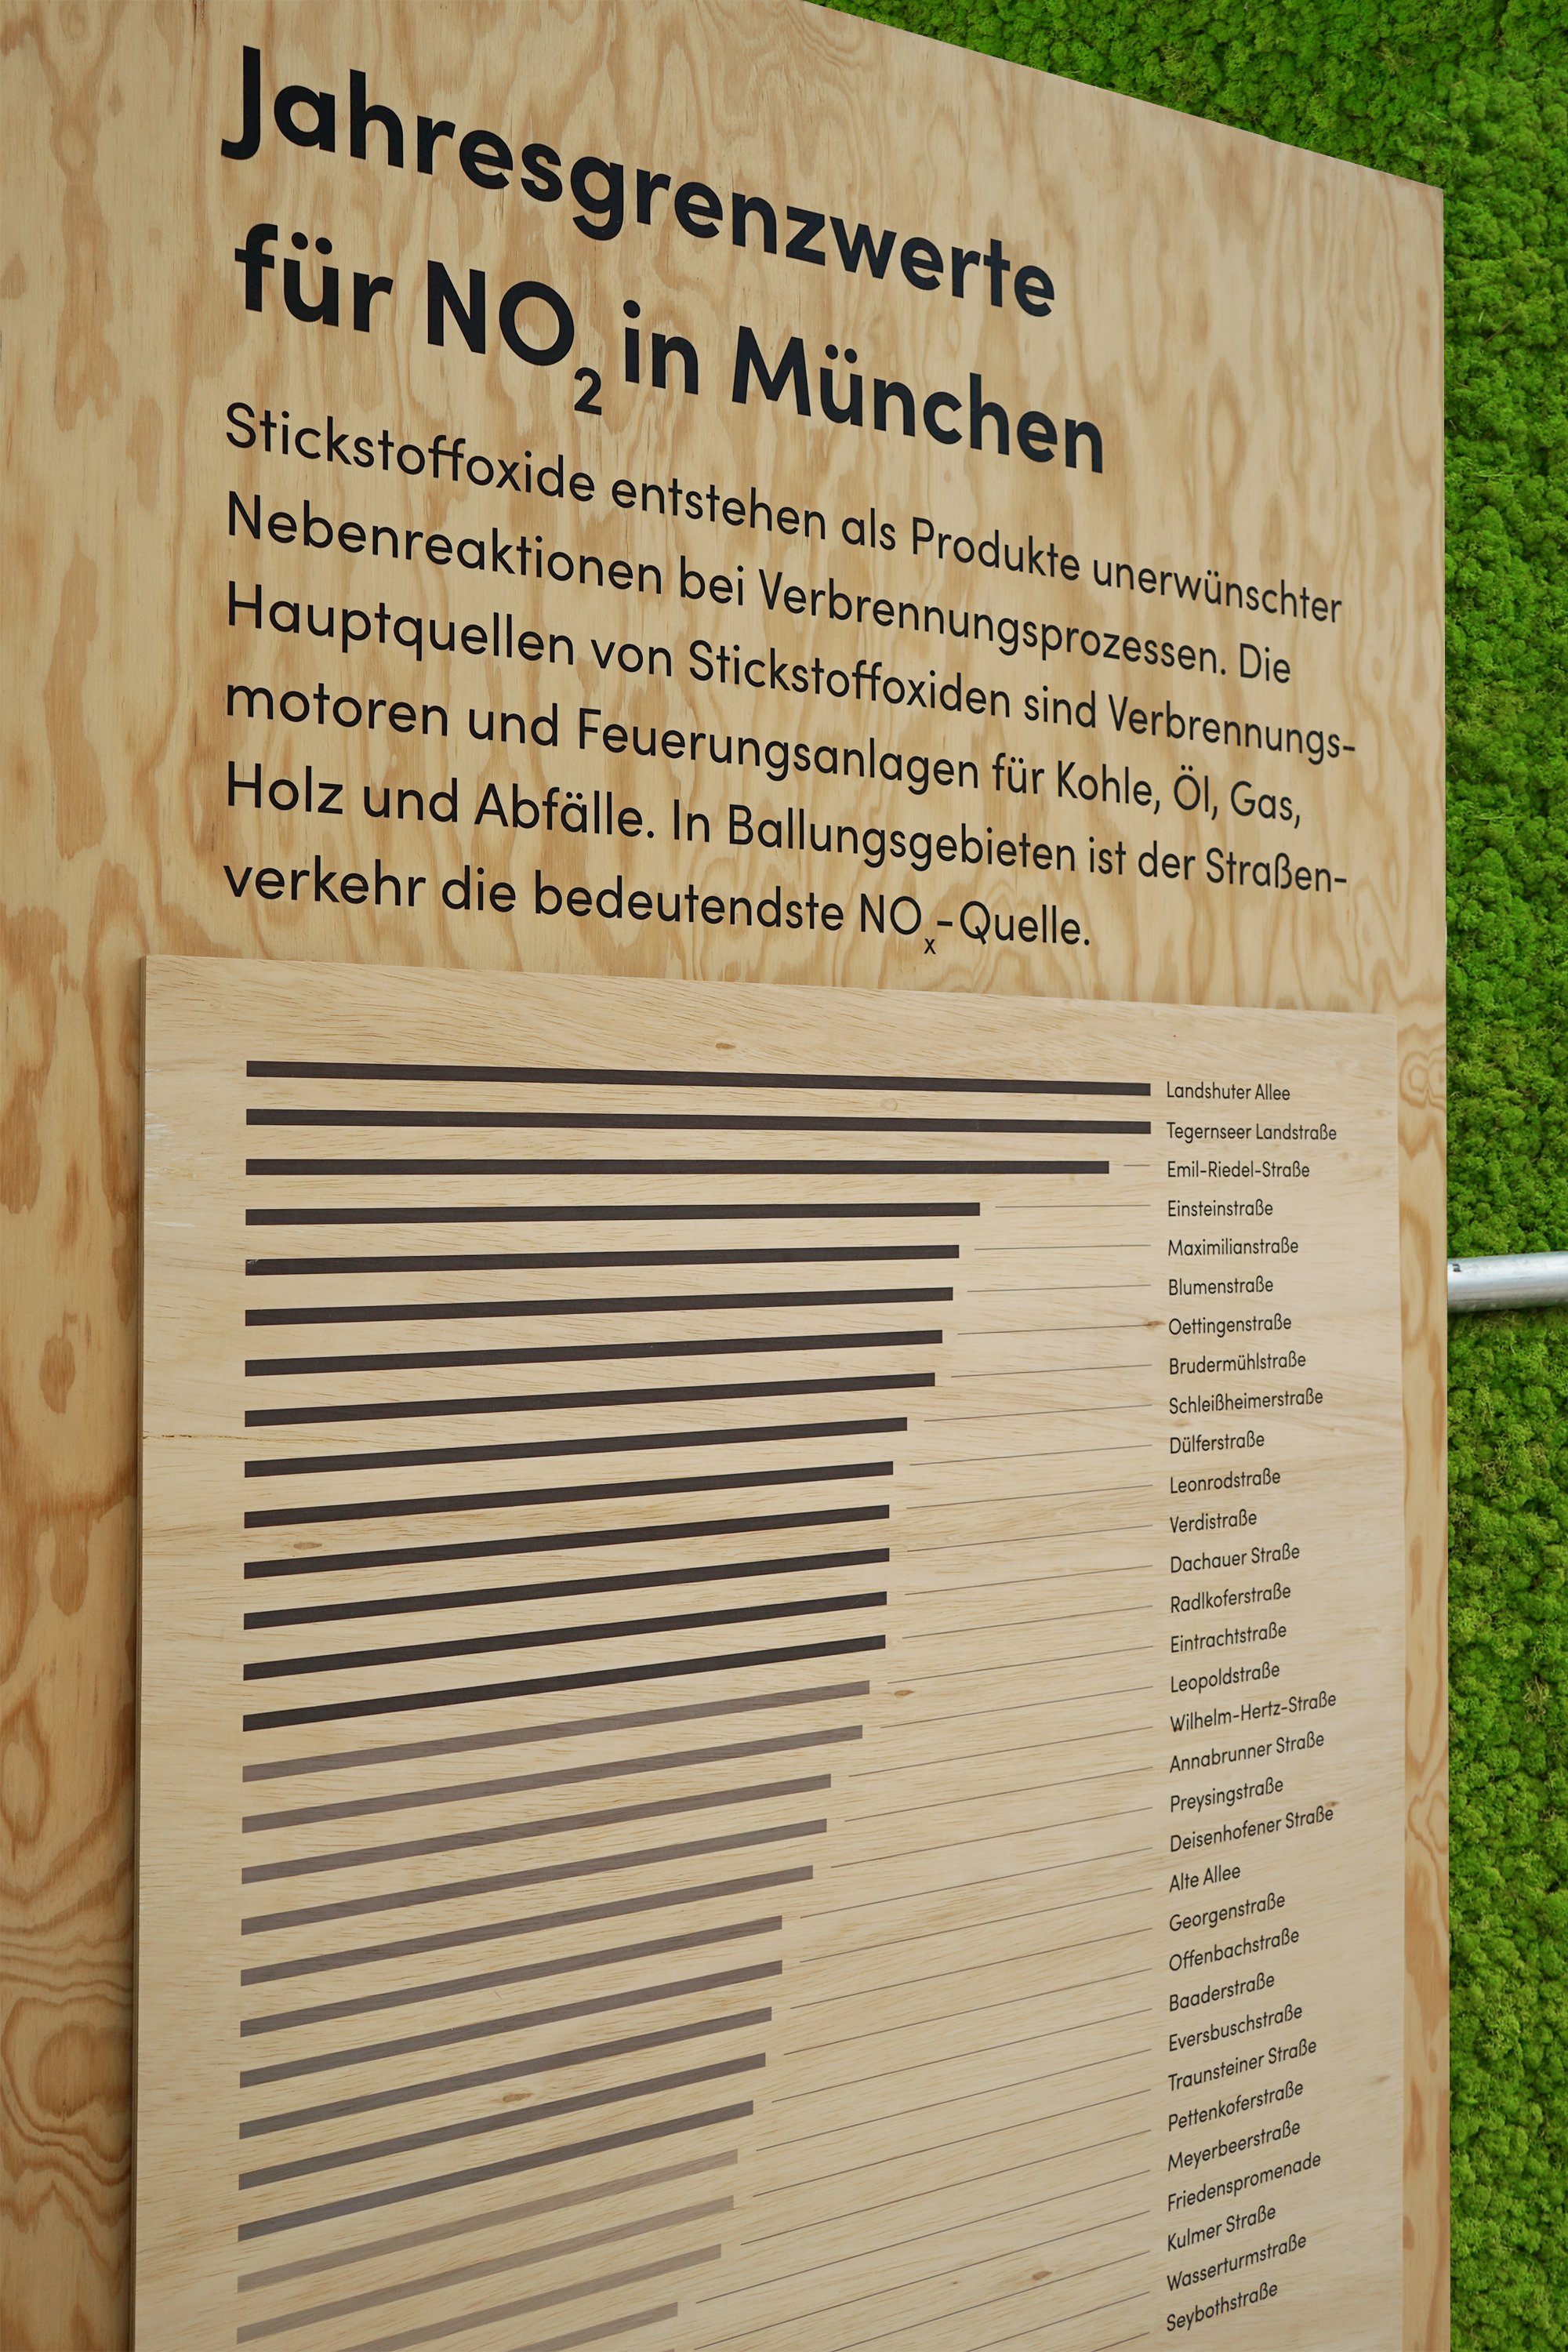 Jahresgrenzwerte
für NO₂ in München
Stickstoffoxide entstehen als Produkte unerwünschter
Nebenreaktionen bei Verbrennungsprozessen. Die
Hauptquellen von Stickstoffoxiden sind Verbrennungs-
motoren und Feuerungsanlagen für Kohle, Öl, Gas,
Holz und Abfälle. In Ballungsgebieten ist der Straßen-
verkehr die bedeutendste NOₓ-Quelle.
Landshuter Allee
Tegernseer Landstraße
Emil-Riedel-Straße
Einsteinstraße
Maximilianstraße
Blumenstraße
Oettingenstraße
Brudermühlstraße
Schleißheimerstraße
Dülferstraße
Leonrodstraße
Verdistraße
Dachauer Straße
Radlkoferstraße
Eintrachtstraße
Leopoldstraße
Wilhelm-Hertz-Straße
Annabrunner Straße
Preysingstraße
Deisenhofener Straße
Alte Allee
Georgenstraße
Offenbachstraße
Baaderstraße
Eversbuschstraße
Traunsteiner Straße
Pettenkoferstraße
Meyerbeerstraße
Friedenspromenade
Kulmer Straße
Wasserturmstraße
Seybothstraße